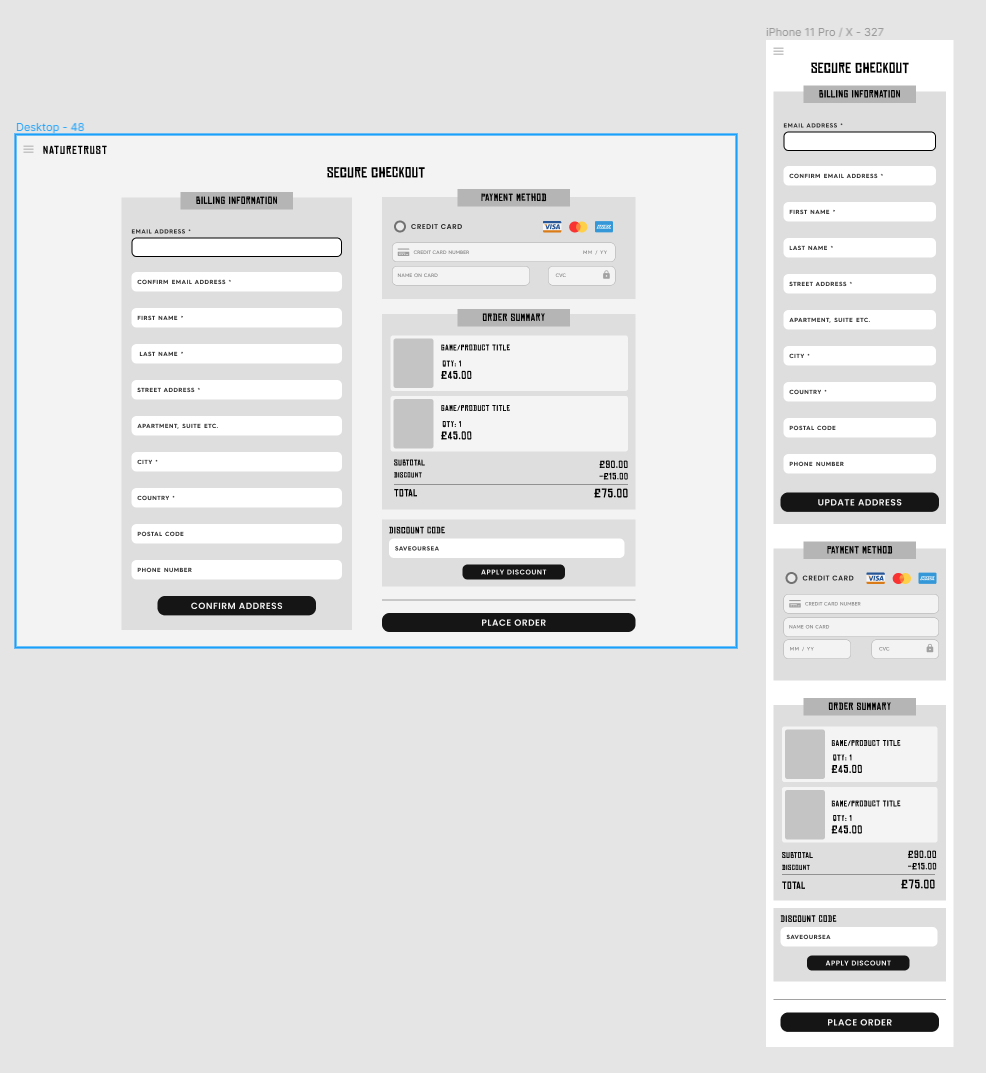 iPhone 11 Pro / X - 327
SECURE CHECKOUT
BILLING INFORMATION
EMAIL ADDRESS *
CONFIRM EMAIL ADDRESS *
FIRST NAME *
LAST NAME *
STREET ADDRESS *
APARTMENT, SUITE ETC.
CITY *
COUNTRY *
POSTAL CODE
PHONE NUMBER
UPDATE ADDRESS
PAYMENT METHOD
CREDIT CARD VISA
CREDIT CARD NUMBER
NAME ON CARD
MM / YY CVC
ORDER SUMMARY
GAME/PRODUCT TITLE
QTY: 1
£45.00
GAME/PRODUCT TITLE
QTY: 1
£45.00
SUBTOTAL £90.00
DISCOUNT -£15.00
TOTAL £75.00
DISCOUNT CODE
SAVEOURSEA
APPLY DISCOUNT
PLACE ORDER
Desktop - 48
NATURETRUST
SECURE CHECKOUT
BILLING INFORMATION
EMAIL ADDRESS *
CONFIRM EMAIL ADDRESS *
FIRST NAME *
LAST NAME *
STREET ADDRESS *
APARTMENT, SUITE ETC.
CITY *
COUNTRY *
POSTAL CODE
PHONE NUMBER
CONFIRM ADDRESS
PAYMENT METHOD
CREDIT CARD VISA
CREDIT CARD NUMBER MM / YY
NAME ON CARD CVC
ORDER SUMMARY
GAME/PRODUCT TITLE
QTY: 1
£45.00
GAME/PRODUCT TITLE
QTY: 1
£45.00
SUBTOTAL £90.00
DISCOUNT -£15.00
TOTAL £75.00
DISCOUNT CODE
SAVEOURSEA
APPLY DISCOUNT
PLACE ORDER